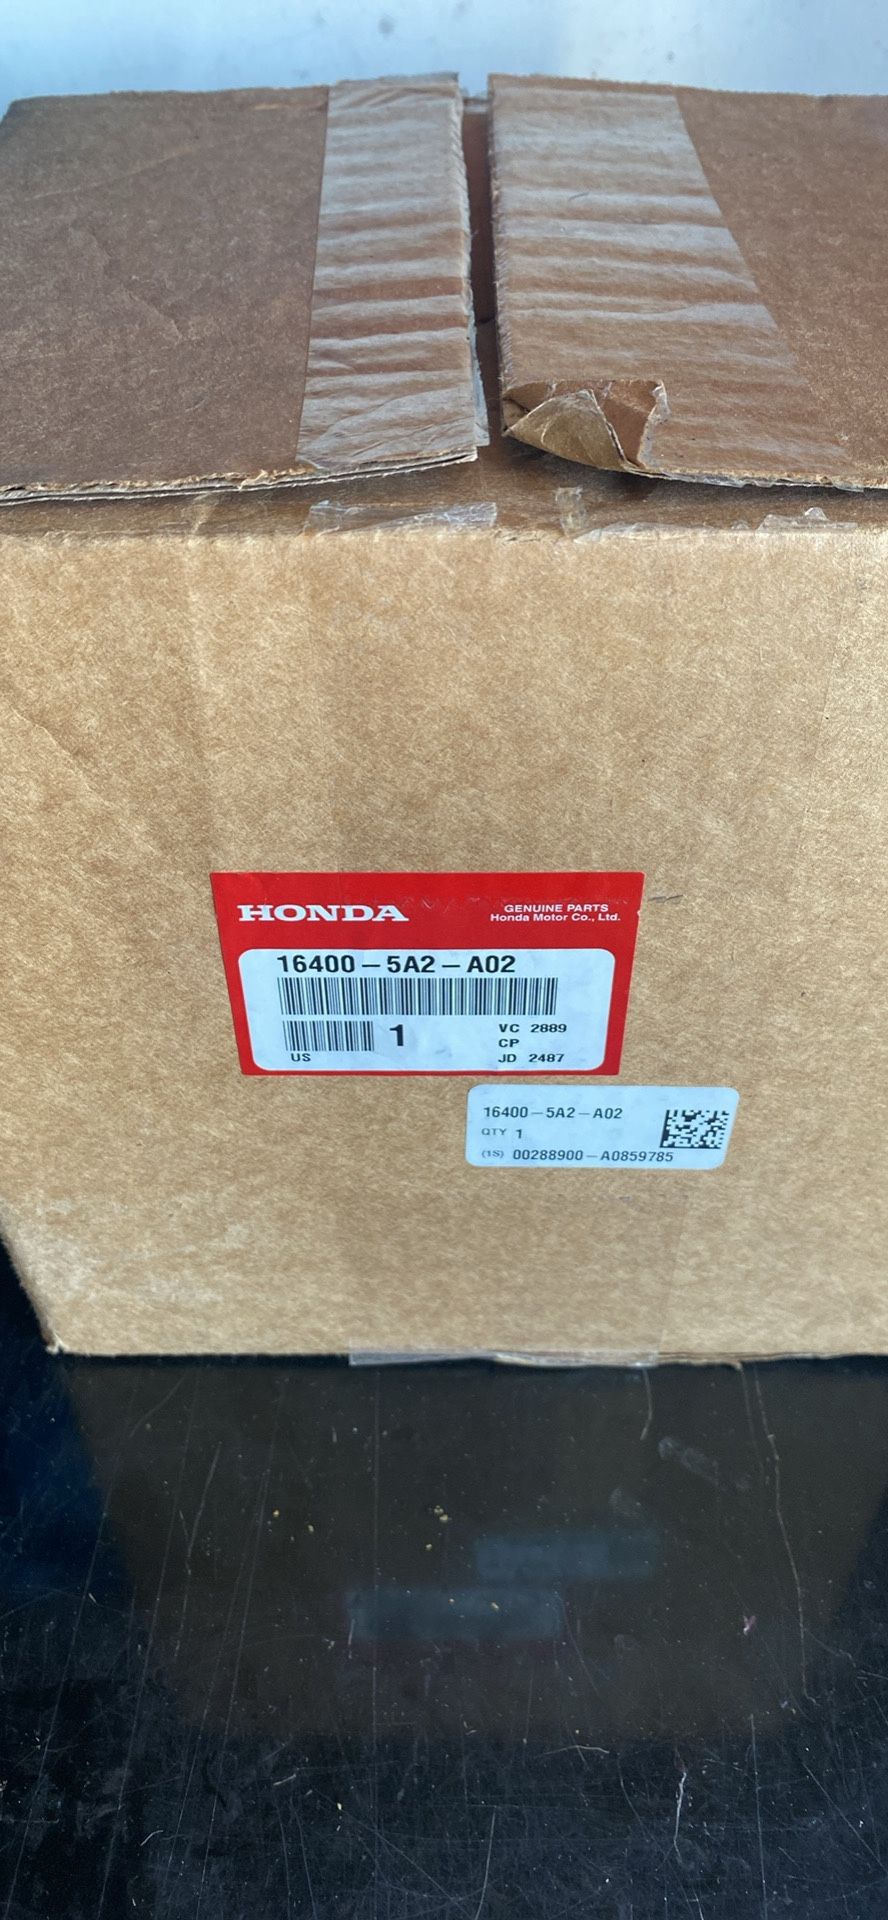 HONDA
GENUINE PARTS
Honda Motor Co., Ltd.
16400-5A2-A02
1
VC 2889
CP
US
JD 2487
16400-5A2-A02
QTY 1
(1S) 00288900-A0859785